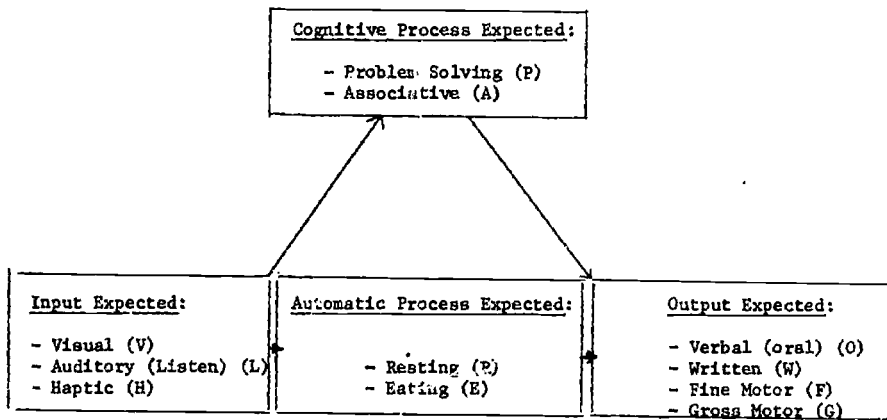 Cognitive Process Expected:
- Problem Solving (P)
- Associative (A)
Input Expected:
- Visual (V)
- Auditory (Listen) (L)
- Haptic (H)
Automatic Process Expected:
- Resting (R)
- Eating (E)
Output Expected:
- Verbal (oral) (O)
- Written (W)
- Fine Motor (F)
- Gross Motor (G)